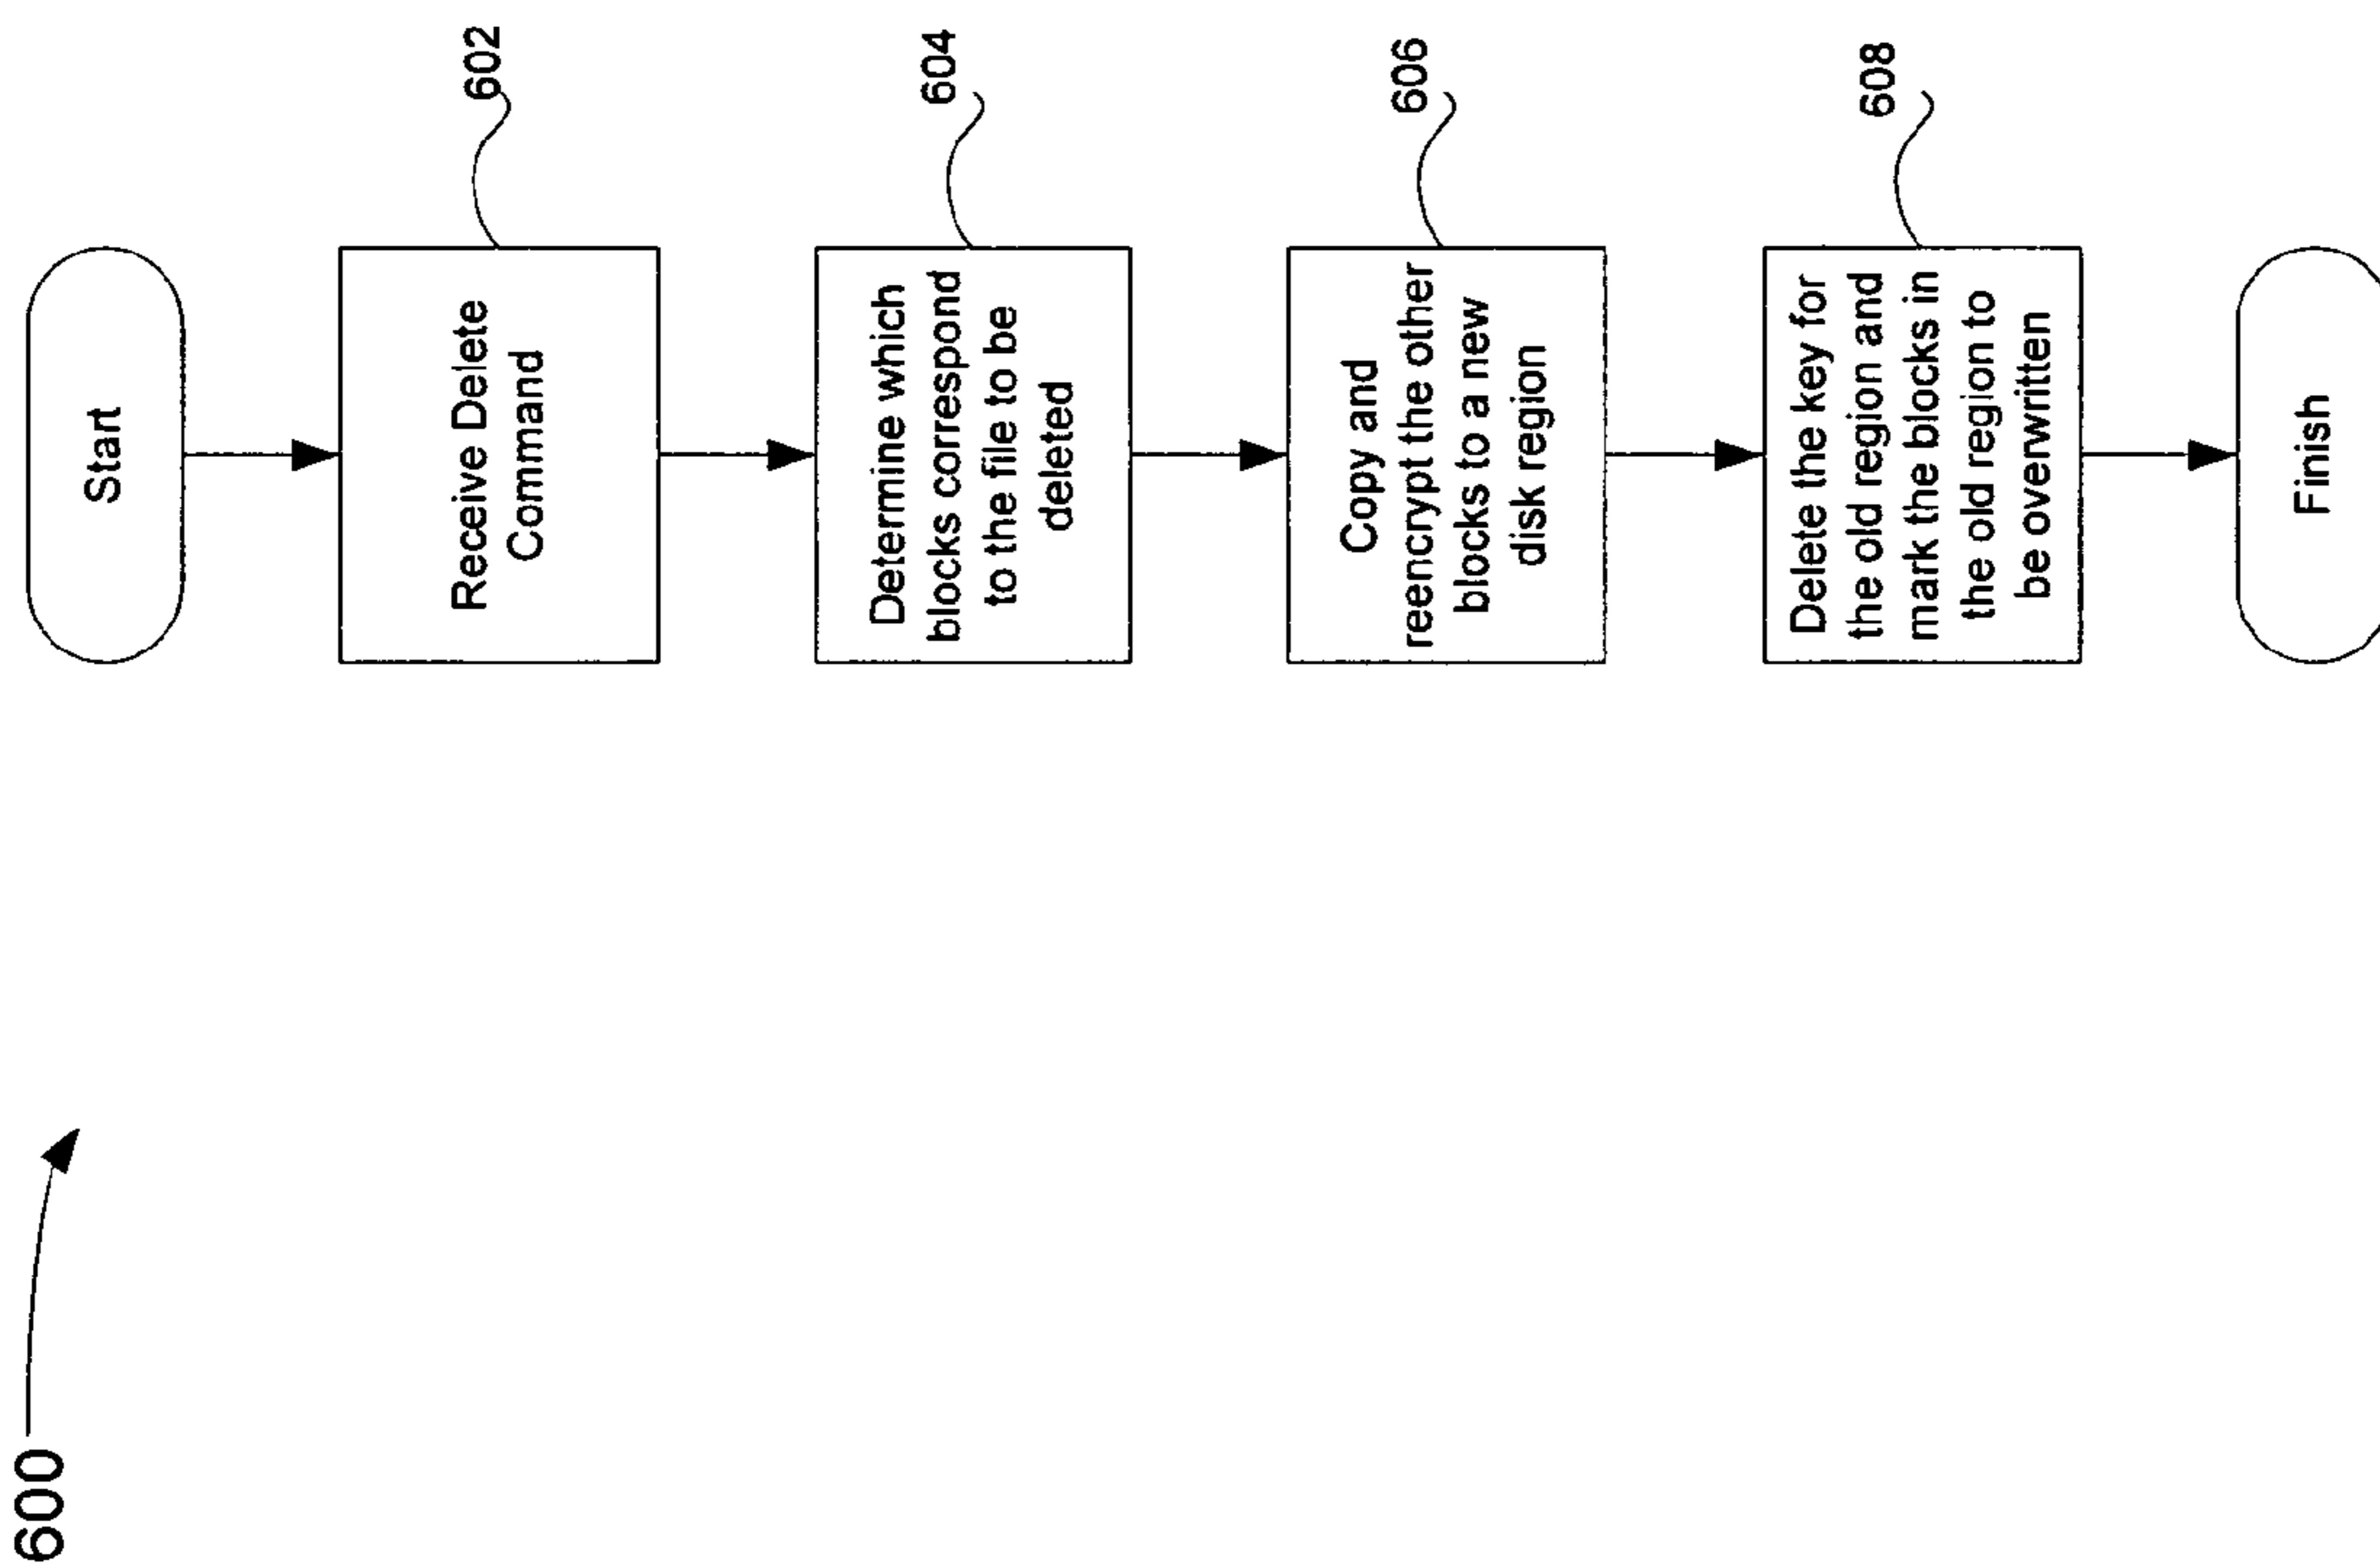 600
Start
Receive Delete
Command
602
Determine which
blocks correspond
to the file to be
deleted
604
Copy and
reencrypt the other
blocks to a new
disk region
606
Delete the key for
the old region and
mark the blocks in
the old region to
be overwritten
608
Finish